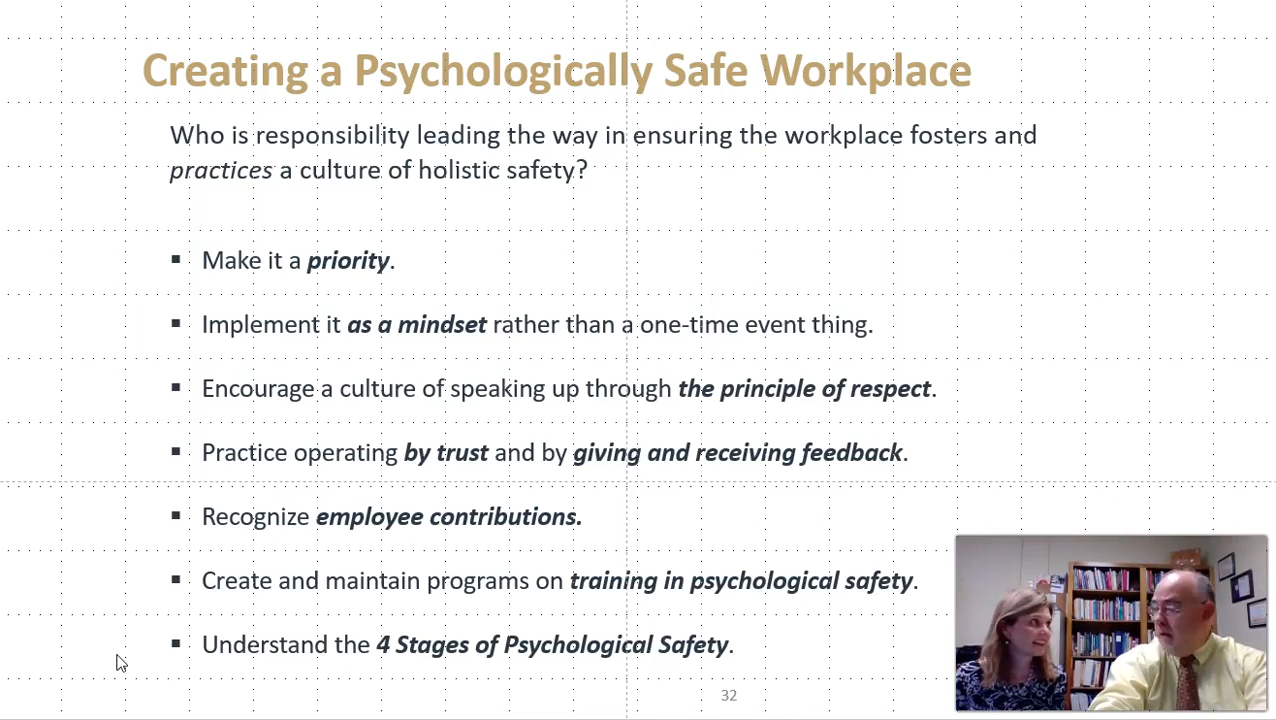 Creating a Psychologically Safe Workplace
Who is responsibility leading the way in ensuring the workplace fosters and
practices a culture of holistic safety?
▪ Make it a priority.
▪ Implement it as a mindset rather than a one-time event thing.
▪ Encourage a culture of speaking up through the principle of respect.
▪ Practice operating by trust and by giving and receiving feedback.
▪ Recognize employee contributions.
▪ Create and maintain programs on training in psychological safety.
▪ Understand the 4 Stages of Psychological Safety.
32